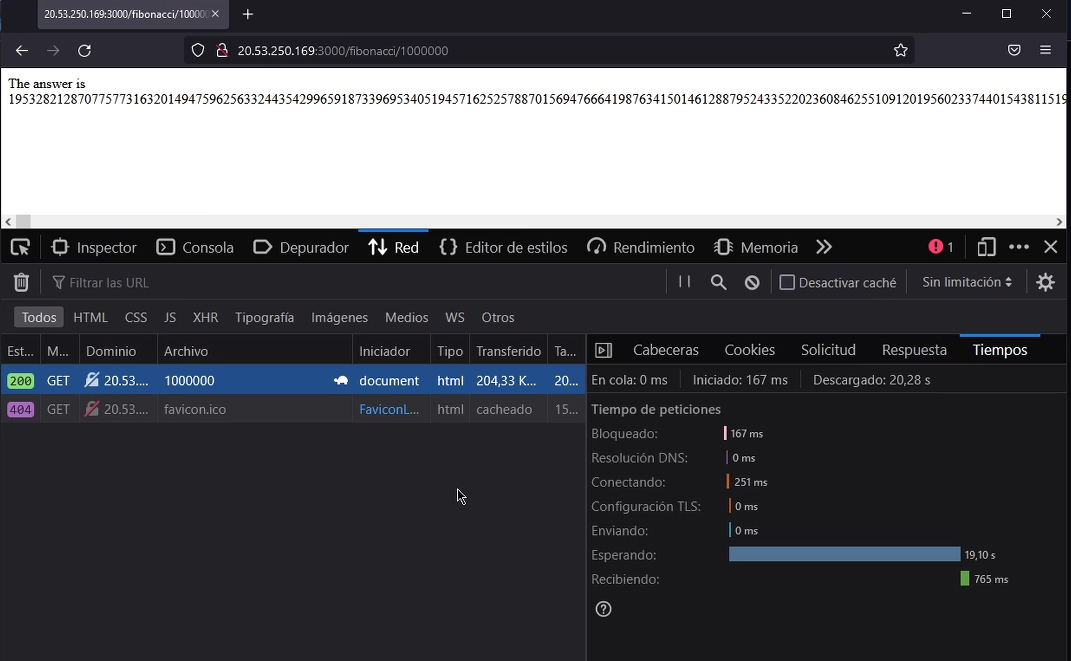 20.53.250.169:3000/fibonacci/100000
20.53.250.169:3000/fibonacci/1000000
The answer is
195328212870775773163201494759625633244354299659187339695340519457162525788701569476664198763415014612887952433522023608462551091201956023374401543811519
Inspector Consola Depurador Red Editor de estilos Rendimiento Memoria 1
Filtrar las URL Desactivar caché Sin limitación
Todos HTML CSS JS XHR Tipografía Imágenes Medios WS Otros
Est... M... Dominio Archivo Iniciador Tipo Transferido Ta...
200 GET 20.53.... 1000000 document html 204,33 K... 20...
404 GET 20.53.... favicon.ico FaviconL... html cacheado 15...
Cabeceras Cookies Solicitud Respuesta Tiempos
En cola: 0 ms Iniciado: 167 ms Descargado: 20,28 s
Tiempo de peticiones
Bloqueado: 167 ms
Resolución DNS: 0 ms
Conectando: 251 ms
Configuración TLS: 0 ms
Enviando: 0 ms
Esperando: 19,10 s
Recibiendo: 765 ms